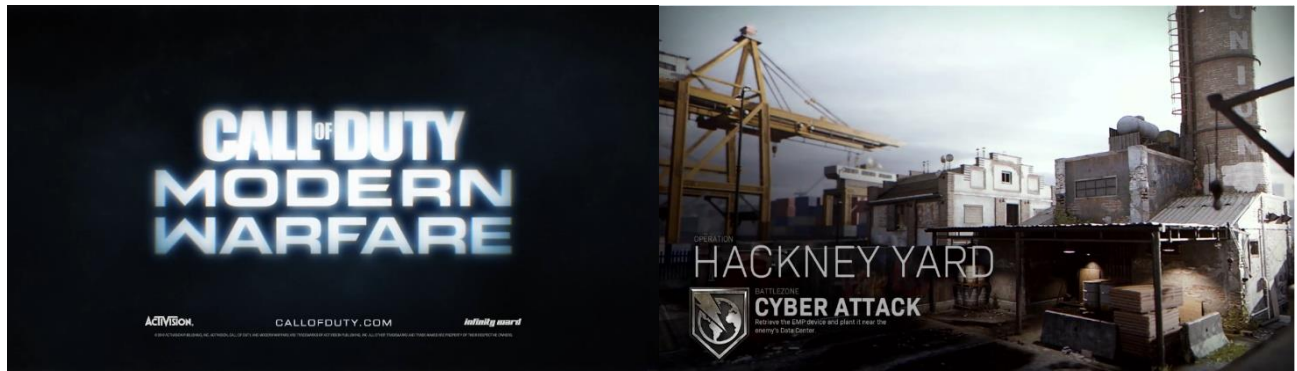 CALL OF DUTY
MODERN
WARFARE
ACTIVISION.
CALLOFDUTY.COM
infinity ward
OPERATION
HACKNEY YARD
BATTLEZONE
CYBER ATTACK
Retrieve the EMP device and plant it near the
enemy's Data Center.
UNION